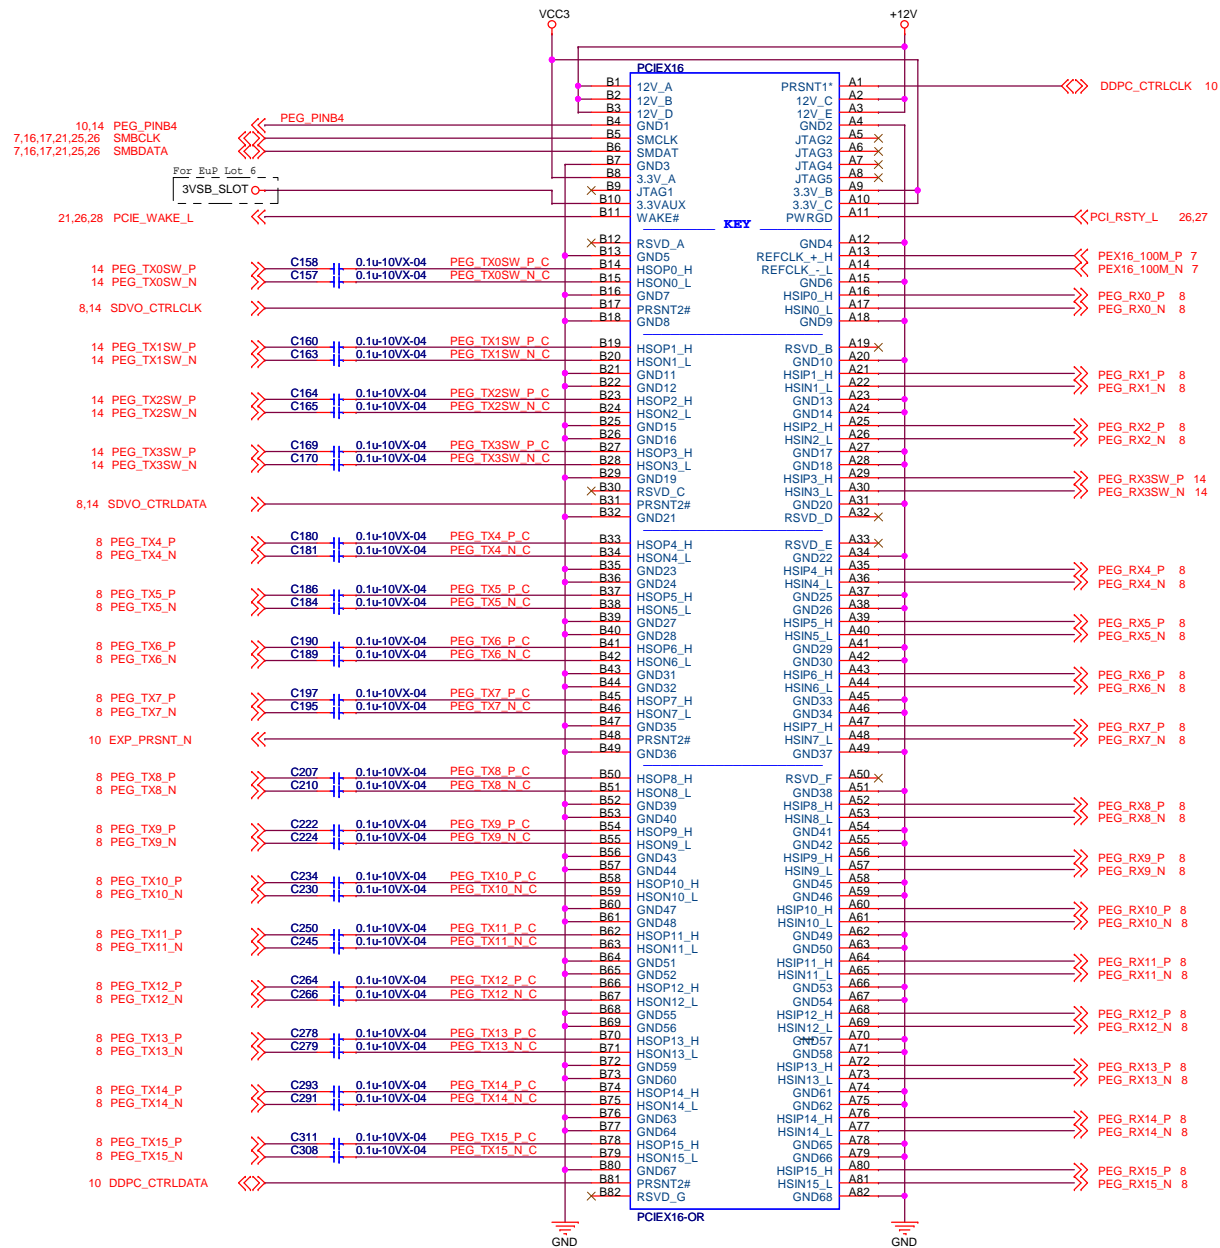 VCC3 +12V
PCIEX16
B1 12V_A PRSNT1* A1 DDPC_CTRLCLK 10
B2 12V_B 12V_C A2
B3 12V_D 12V_E A3
10,14 PEG_PINB4 PEG_PINB4 B4 GND1 GND2 A4
7,16,17,21,25,26 SMBCLK B5 SMCLK JTAG2 A5
7,16,17,21,25,26 SMBDATA B6 SMDAT JTAG3 A6
B7 GND3 JTAG4 A7
For EuP Lot 6 B8 3.3V_A JTAG5 A8
3VSB_SLOT B9 JTAG1 3.3V_B A9
B10 3.3VAUX 3.3V_C A10
21,26,28 PCIE_WAKE_L B11 WAKE# PWRGD A11 PCI_RSTY_L 26,27
KEY
B12 RSVD_A GND4 A12
B13 GND5 REFCLK_+_H A13 PEX16_100M_P 7
14 PEG_TX0SW_P C158 0.1u-10VX-04 PEG_TX0SW_P_C B14 HSOP0_H REFCLK_-_L A14 PEX16_100M_N 7
14 PEG_TX0SW_N C157 0.1u-10VX-04 PEG_TX0SW_N_C B15 HSON0_L GND6 A15
B16 GND7 HSIP0_H A16 PEG_RX0_P 8
8,14 SDVO_CTRLCLK B17 PRSNT2# HSIN0_L A17 PEG_RX0_N 8
B18 GND8 GND9 A18
14 PEG_TX1SW_P C160 0.1u-10VX-04 PEG_TX1SW_P_C B19 HSOP1_H RSVD_B A19
14 PEG_TX1SW_N C163 0.1u-10VX-04 PEG_TX1SW_N_C B20 HSON1_L GND10 A20
B21 GND11 HSIP1_H A21 PEG_RX1_P 8
B22 GND12 HSIN1_L A22 PEG_RX1_N 8
14 PEG_TX2SW_P C164 0.1u-10VX-04 PEG_TX2SW_P_C B23 HSOP2_H GND13 A23
14 PEG_TX2SW_N C165 0.1u-10VX-04 PEG_TX2SW_N_C B24 HSON2_L GND14 A24
B25 GND15 HSIP2_H A25 PEG_RX2_P 8
B26 GND16 HSIN2_L A26 PEG_RX2_N 8
14 PEG_TX3SW_P C169 0.1u-10VX-04 PEG_TX3SW_P_C B27 HSOP3_H GND17 A27
14 PEG_TX3SW_N C170 0.1u-10VX-04 PEG_TX3SW_N_C B28 HSON3_L GND18 A28
B29 GND19 HSIP3_H A29 PEG_RX3SW_P 14
B30 RSVD_C HSIN3_L A30 PEG_RX3SW_N 14
8,14 SDVO_CTRLDATA B31 PRSNT2# GND20 A31
B32 GND21 RSVD_D A32
8 PEG_TX4_P C180 0.1u-10VX-04 PEG_TX4_P_C B33 HSOP4_H RSVD_E A33
8 PEG_TX4_N C181 0.1u-10VX-04 PEG_TX4_N_C B34 HSON4_L GND22 A34
B35 GND23 HSIP4_H A35 PEG_RX4_P 8
B36 GND24 HSIN4_L A36 PEG_RX4_N 8
8 PEG_TX5_P C186 0.1u-10VX-04 PEG_TX5_P_C B37 HSOP5_H GND25 A37
8 PEG_TX5_N C184 0.1u-10VX-04 PEG_TX5_N_C B38 HSON5_L GND26 A38
B39 GND27 HSIP5_H A39 PEG_RX5_P 8
B40 GND28 HSIN5_L A40 PEG_RX5_N 8
8 PEG_TX6_P C190 0.1u-10VX-04 PEG_TX6_P_C B41 HSOP6_H GND29 A41
8 PEG_TX6_N C189 0.1u-10VX-04 PEG_TX6_N_C B42 HSON6_L GND30 A42
B43 GND31 HSIP6_H A43 PEG_RX6_P 8
B44 GND32 HSIN6_L A44 PEG_RX6_N 8
8 PEG_TX7_P C197 0.1u-10VX-04 PEG_TX7_P_C B45 HSOP7_H GND33 A45
8 PEG_TX7_N C195 0.1u-10VX-04 PEG_TX7_N_C B46 HSON7_L GND34 A46
B47 GND35 HSIP7_H A47 PEG_RX7_P 8
10 EXP_PRSNT_N B48 PRSNT2# HSIN7_L A48 PEG_RX7_N 8
B49 GND36 GND37 A49
8 PEG_TX8_P C207 0.1u-10VX-04 PEG_TX8_P_C B50 HSOP8_H RSVD_F A50
8 PEG_TX8_N C210 0.1u-10VX-04 PEG_TX8_N_C B51 HSON8_L GND38 A51
B52 GND39 HSIP8_H A52 PEG_RX8_P 8
B53 GND40 HSIN8_L A53 PEG_RX8_N 8
8 PEG_TX9_P C222 0.1u-10VX-04 PEG_TX9_P_C B54 HSOP9_H GND41 A54
8 PEG_TX9_N C224 0.1u-10VX-04 PEG_TX9_N_C B55 HSON9_L GND42 A55
B56 GND43 HSIP9_H A56 PEG_RX9_P 8
B57 GND44 HSIN9_L A57 PEG_RX9_N 8
8 PEG_TX10_P C234 0.1u-10VX-04 PEG_TX10_P_C B58 HSOP10_H GND45 A58
8 PEG_TX10_N C230 0.1u-10VX-04 PEG_TX10_N_C B59 HSON10_L GND46 A59
B60 GND47 HSIP10_H A60 PEG_RX10_P 8
B61 GND48 HSIN10_L A61 PEG_RX10_N 8
8 PEG_TX11_P C250 0.1u-10VX-04 PEG_TX11_P_C B62 HSOP11_H GND49 A62
8 PEG_TX11_N C245 0.1u-10VX-04 PEG_TX11_N_C B63 HSON11_L GND50 A63
B64 GND51 HSIP11_H A64 PEG_RX11_P 8
B65 GND52 HSIN11_L A65 PEG_RX11_N 8
8 PEG_TX12_P C264 0.1u-10VX-04 PEG_TX12_P_C B66 HSOP12_H GND53 A66
8 PEG_TX12_N C266 0.1u-10VX-04 PEG_TX12_N_C B67 HSON12_L GND54 A67
B68 GND55 HSIP12_H A68 PEG_RX12_P 8
B69 GND56 HSIN12_L A69 PEG_RX12_N 8
8 PEG_TX13_P C278 0.1u-10VX-04 PEG_TX13_P_C B70 HSOP13_H GND57 A70
8 PEG_TX13_N C279 0.1u-10VX-04 PEG_TX13_N_C B71 HSON13_L GND58 A71
B72 GND59 HSIP13_H A72 PEG_RX13_P 8
B73 GND60 HSIN13_L A73 PEG_RX13_N 8
8 PEG_TX14_P C293 0.1u-10VX-04 PEG_TX14_P_C B74 HSOP14_H GND61 A74
8 PEG_TX14_N C291 0.1u-10VX-04 PEG_TX14_N_C B75 HSON14_L GND62 A75
B76 GND63 HSIP14_H A76 PEG_RX14_P 8
B77 GND64 HSIN14_L A77 PEG_RX14_N 8
8 PEG_TX15_P C311 0.1u-10VX-04 PEG_TX15_P_C B78 HSOP15_H GND65 A78
8 PEG_TX15_N C308 0.1u-10VX-04 PEG_TX15_N_C B79 HSON15_L GND66 A79
B80 GND67 HSIP15_H A80 PEG_RX15_P 8
10 DDPC_CTRLDATA B81 PRSNT2# HSIN15_L A81 PEG_RX15_N 8
B82 RSVD_G GND68 A82
PCIEX16-OR
GND GND